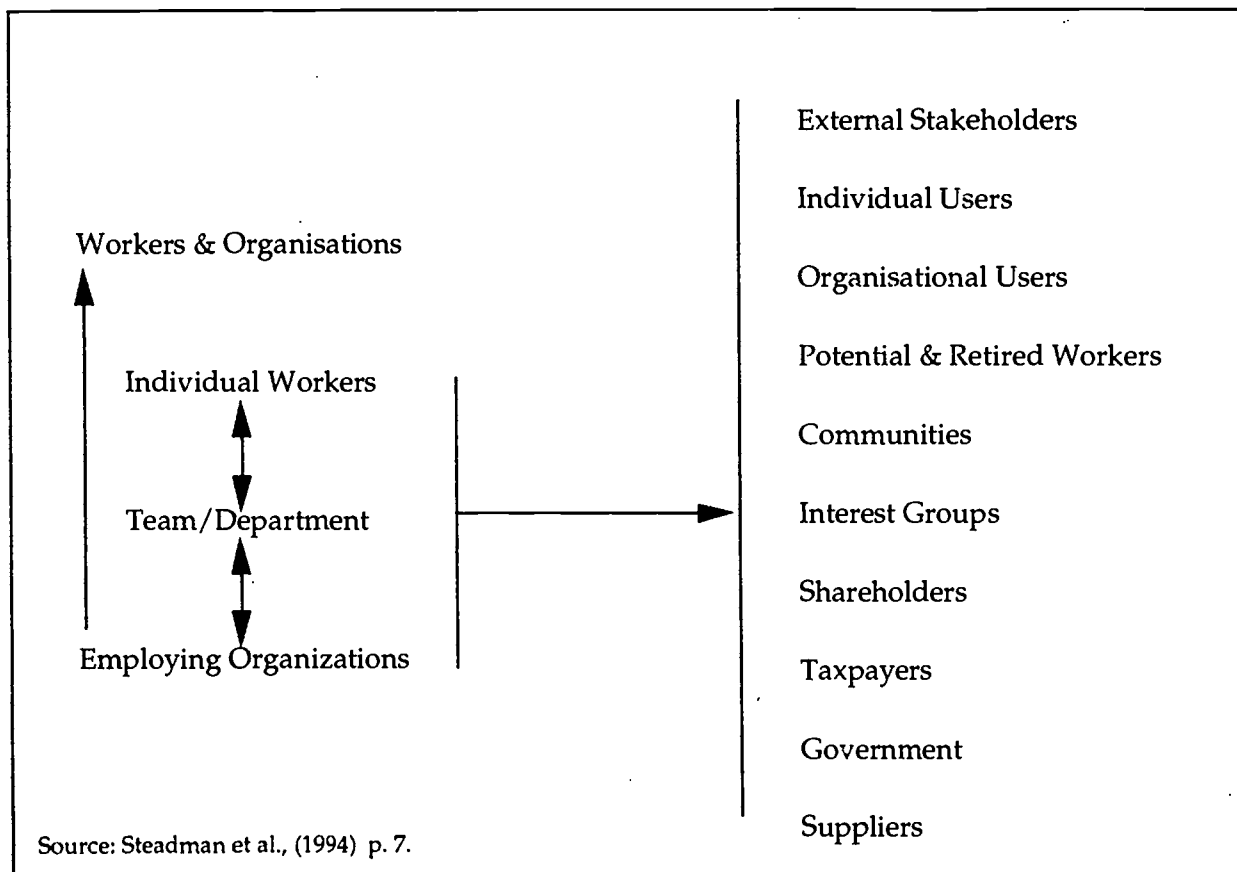 Workers & Organisations
Individual Workers
Team/Department
Employing Organizations
External Stakeholders
Individual Users
Organisational Users
Potential & Retired Workers
Communities
Interest Groups
Shareholders
Taxpayers
Government
Suppliers
Source: Steadman et al., (1994) p. 7.